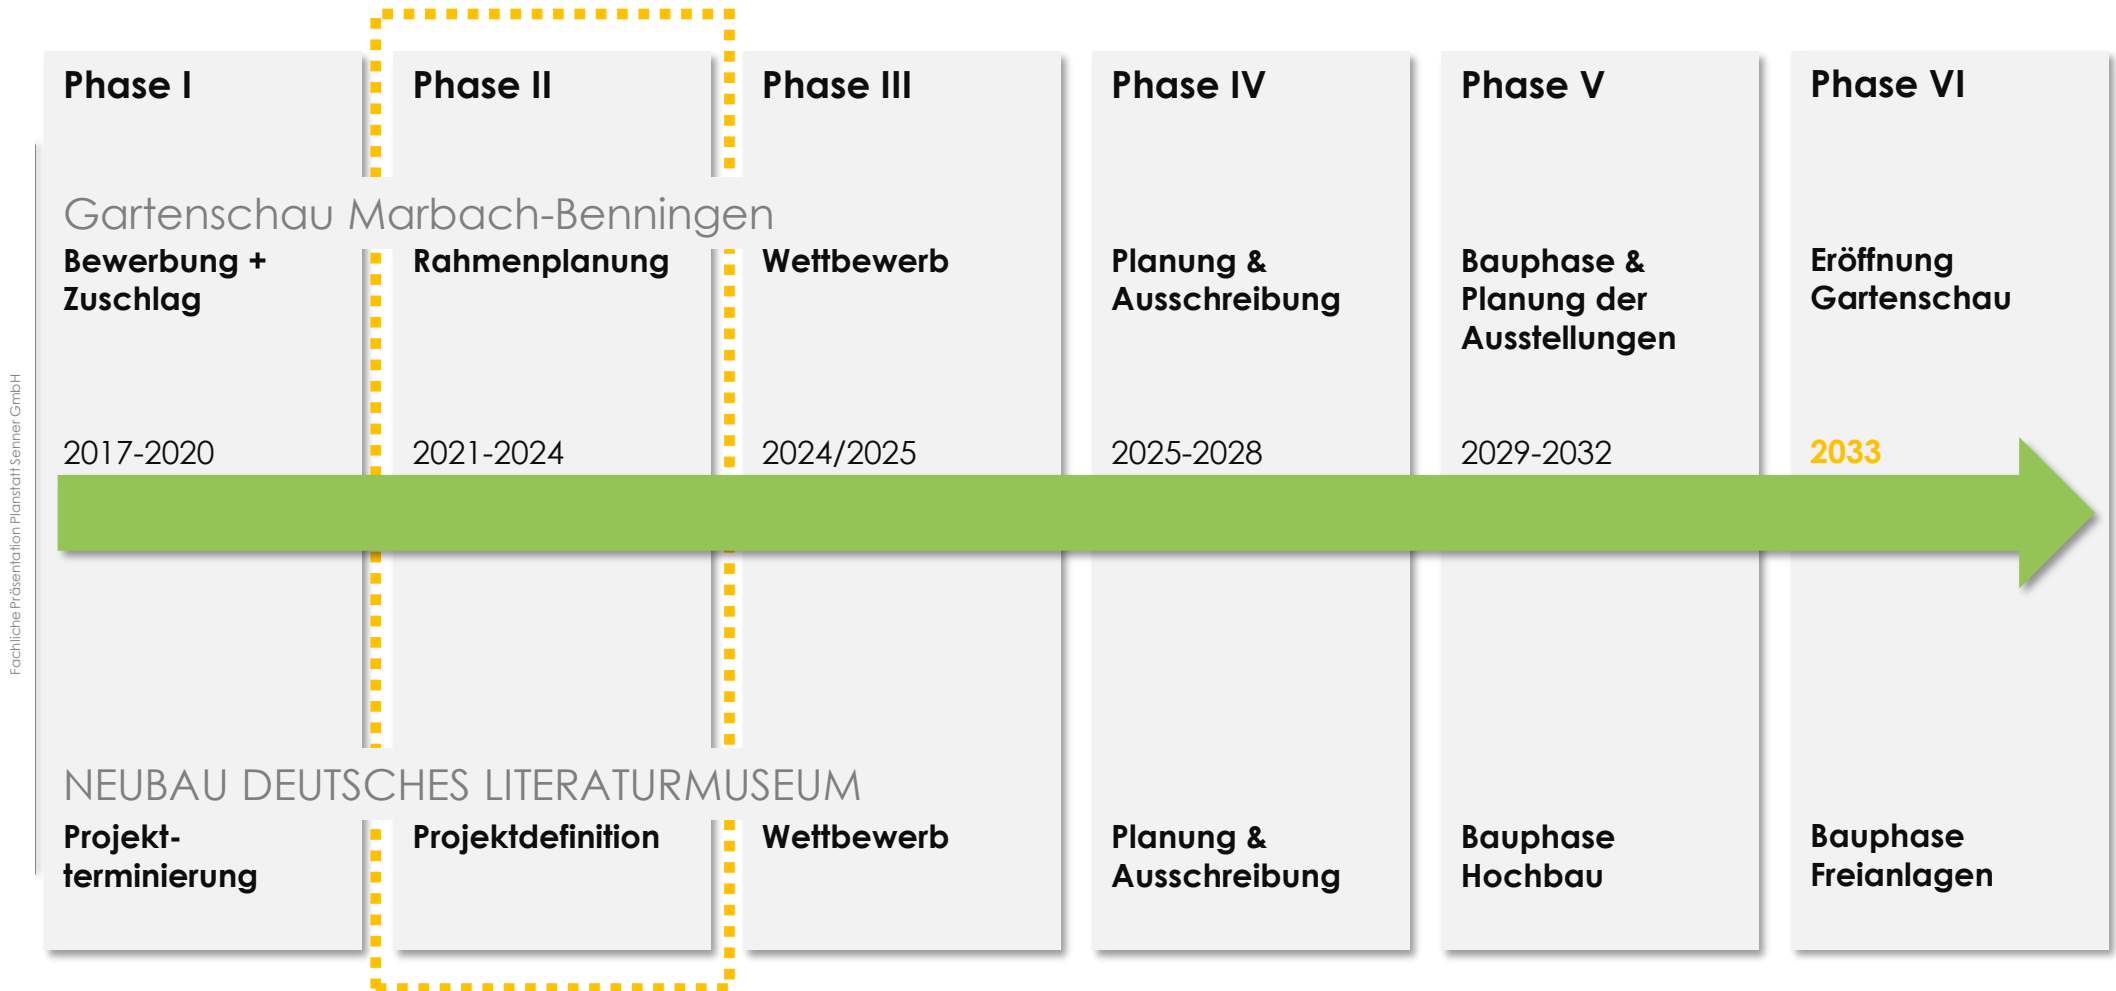 Phase I
Phase II
Phase III
Phase IV
Phase V
Phase VI
Gartenschau Marbach-Benningen
Bewerbung +
Zuschlag
Rahmenplanung
Wettbewerb
Planung &
Ausschreibung
Bauphase &
Planung der
Ausstellungen
Eröffnung
Gartenschau
2017-2020
2021-2024
2024/2025
2025-2028
2029-2032
2033
NEUBAU DEUTSCHES LITERATURMUSEUM
Projekt-
terminierung
Projektdefinition
Wettbewerb
Planung &
Ausschreibung
Bauphase
Hochbau
Bauphase
Freianlagen
Fachliche Präsentation Planstatt Senner GmbH